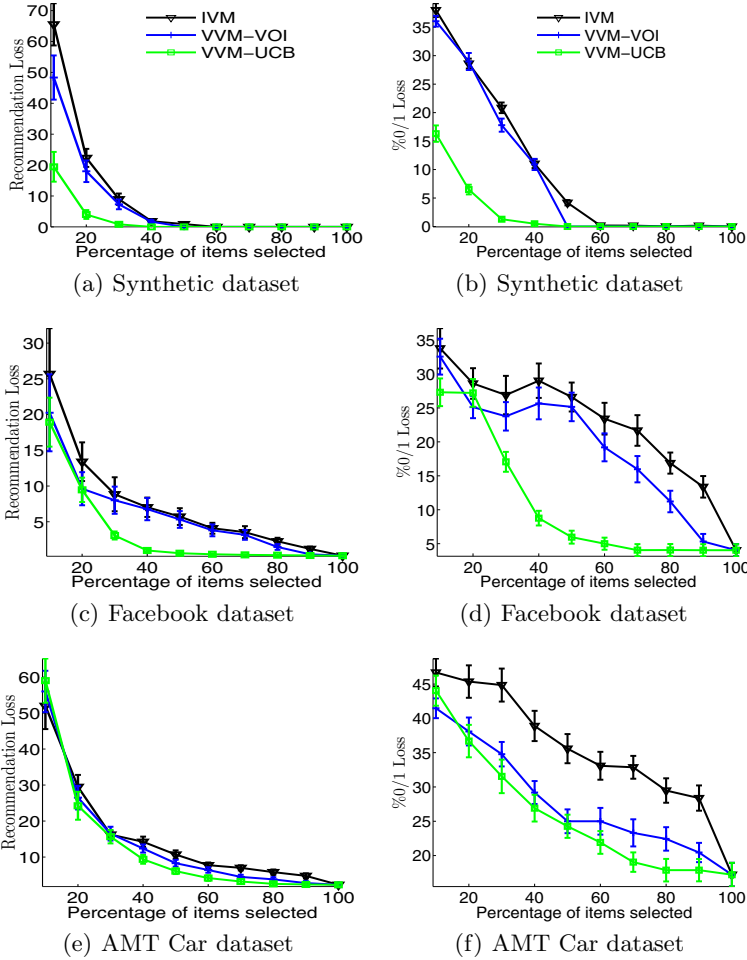 70
60
50
40
30
20
10
0
Recommendation Loss
IVM
VVM−VOI
VVM−UCB
20 40 60 80 100
Percentage of items selected
(a) Synthetic dataset
35
30
25
20
15
10
5
0
%0/1 Loss
IVM
VVM−VOI
VVM−UCB
20 40 60 80 100
Percentage of items selected
(b) Synthetic dataset
30
25
20
15
10
5
Recommendation Loss
20 40 60 80 100
Percentage of items selected
(c) Facebook dataset
35
30
25
20
15
10
5
%0/1 Loss
20 40 60 80 100
Percentage of items selected
(d) Facebook dataset
60
50
40
30
20
10
Recommendation Loss
20 40 60 80 100
Percentage of items selected
(e) AMT Car dataset
45
40
35
30
25
20
%0/1 Loss
20 40 60 80 100
Percentage of items selected
(f) AMT Car dataset